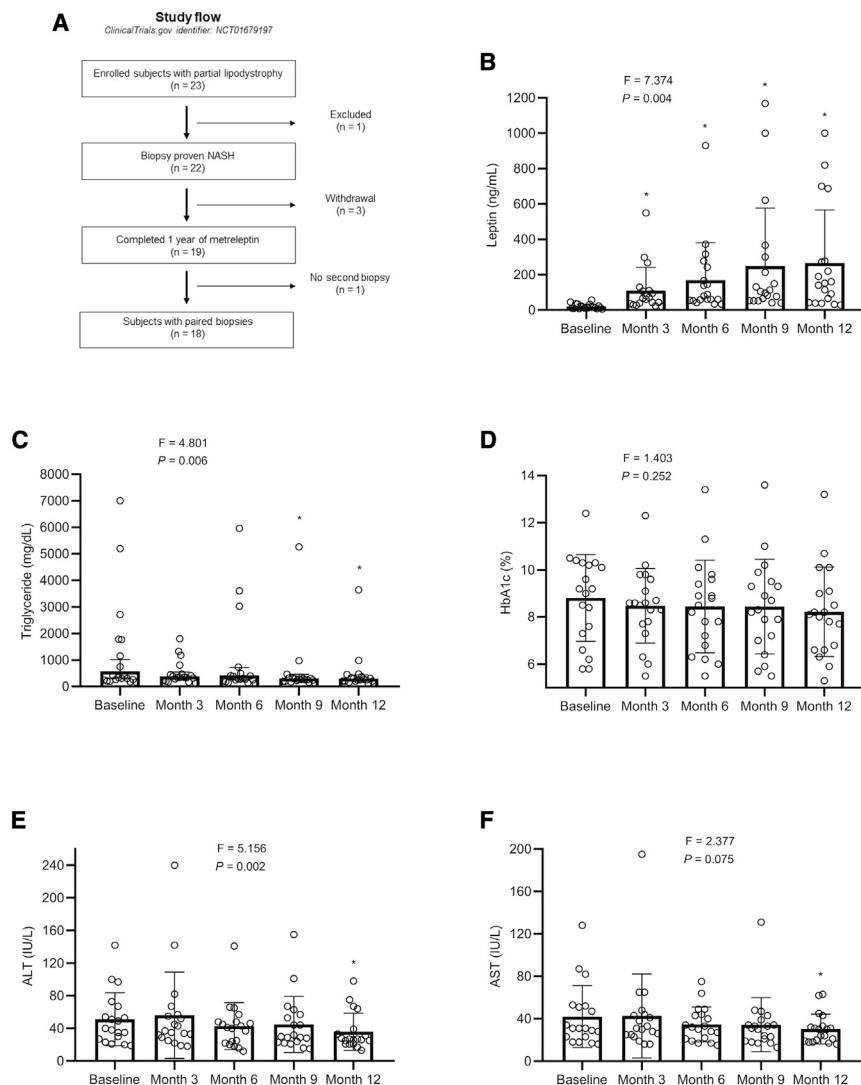 A
Study flow
ClinicalTrials.gov identifier: NCT01679197
Enrolled subjects with partial lipodystrophy
(n = 23)
Excluded
(n = 1)
Biopsy proven NASH
(n = 22)
Withdrawal
(n = 3)
Completed 1 year of metreleptin
(n = 19)
No second biopsy
(n = 1)
Subjects with paired biopsies
(n = 18)
B
F = 7.374
P = 0.004
Leptin (ng/mL)
1200
1000
800
600
400
200
0
* * * *
Baseline Month 3 Month 6 Month 9 Month 12
C
F = 4.801
P = 0.006
Triglyceride (mg/dL)
8000
7000
6000
5000
4000
3000
2000
1000
0
* *
Baseline Month 3 Month 6 Month 9 Month 12
D
F = 1.403
P = 0.252
HbA1c (%)
14
12
10
8
6
Baseline Month 3 Month 6 Month 9 Month 12
E
F = 5.156
P = 0.002
ALT (IU/L)
240
200
160
120
80
40
0
*
Baseline Month 3 Month 6 Month 9 Month 12
F
F = 2.377
P = 0.075
AST (IU/L)
200
160
120
80
40
0
*
Baseline Month 3 Month 6 Month 9 Month 12